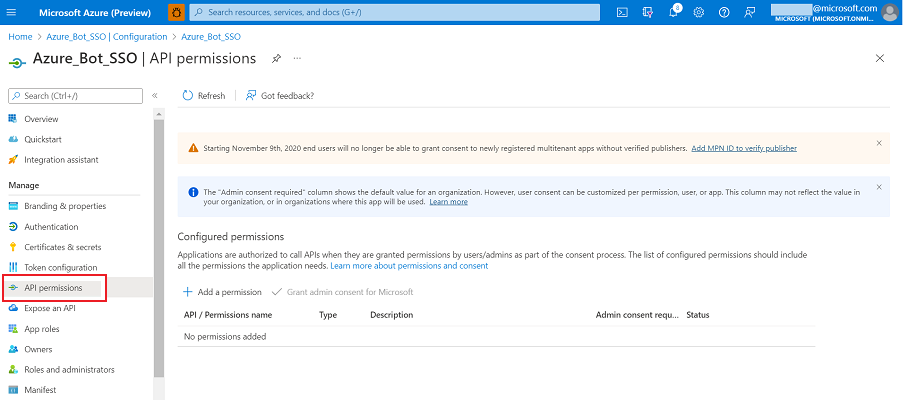 Microsoft Azure (Preview)
Search resources, services, and docs (G+/)
8
@microsoft.com
MICROSOFT (MICROSOFT.ONMI...
Home > Azure_Bot_SSO | Configuration > Azure_Bot_SSO
Azure_Bot_SSO | API permissions
Search (Ctrl+/)
Overview
Quickstart
Integration assistant
Manage
Branding & properties
Authentication
Certificates & secrets
Token configuration
API permissions
Expose an API
App roles
Owners
Roles and administrators
Manifest
Refresh
Got feedback?
Starting November 9th, 2020 end users will no longer be able to grant consent to newly registered multitenant apps without verified publishers. Add MPN ID to verify publisher
The "Admin consent required" column shows the default value for an organization. However, user consent can be customized per permission, user, or app. This column may not reflect the value in
your organization, or in organizations where this app will be used. Learn more
Configured permissions
Applications are authorized to call APIs when they are granted permissions by users/admins as part of the consent process. The list of configured permissions should include
all the permissions the application needs. Learn more about permissions and consent
Add a permission
Grant admin consent for Microsoft
API / Permissions name Type Description Admin consent requ... Status
No permissions added